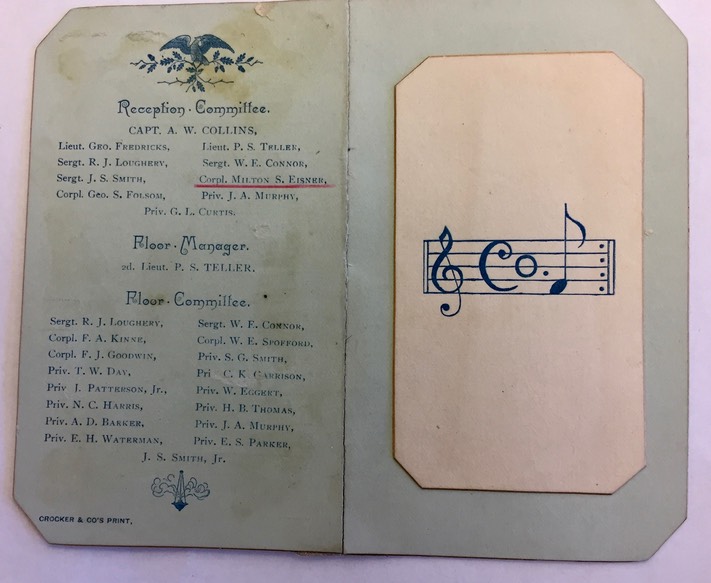 Reception · Committee.
CAPT. A. W. COLLINS,
Lieut. GEO. FREDRICKS, Lieut. P. S. TELLER,
Sergt. R. J. LOUGHERY, Sergt. W. E. CONNOR,
Sergt. J. S. SMITH, Corpl. MILTON S. EISNER,
Corpl. GEO. S. FOLSOM, Priv. J. A. MURPHY,
Priv. G. L. CURTIS.
Floor · Manager.
2d. Lieut. P. S. TELLER.
Floor · Committee.
Sergt. R. J. LOUGHERY, Sergt. W. E. CONNOR,
Corpl. F. A. KINNE, Corpl. W. E. SPOFFORD,
Corpl. F. J. GOODWIN, Priv. S. G. SMITH,
Priv. T. W. DAY, Pri C. K. GARRISON,
Priv J. PATTERSON, Jr., Priv. W. EGGERT,
Priv. N. C. HARRIS, Priv. H. B. THOMAS,
Priv. A. D. BARKER, Priv. J. A. MURPHY,
Priv. E. H. WATERMAN, Priv. E. S. PARKER,
J. S. SMITH, Jr.
CROCKER & CO'S PRINT,
Co.